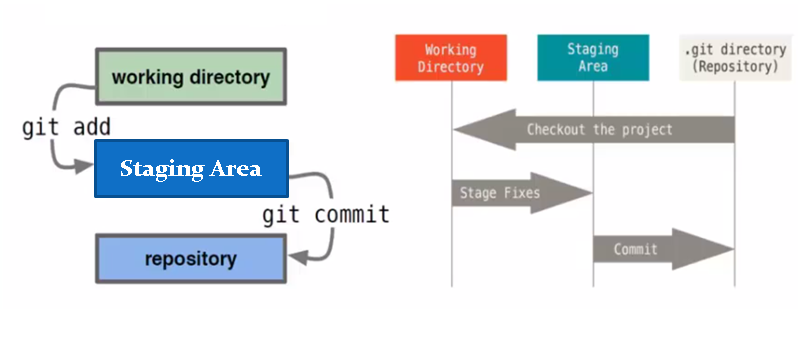 working directory
git add
Staging Area
git commit
repository
Working
Directory
Staging
Area
.git directory
(Repository)
Checkout the project
Stage Fixes
Commit